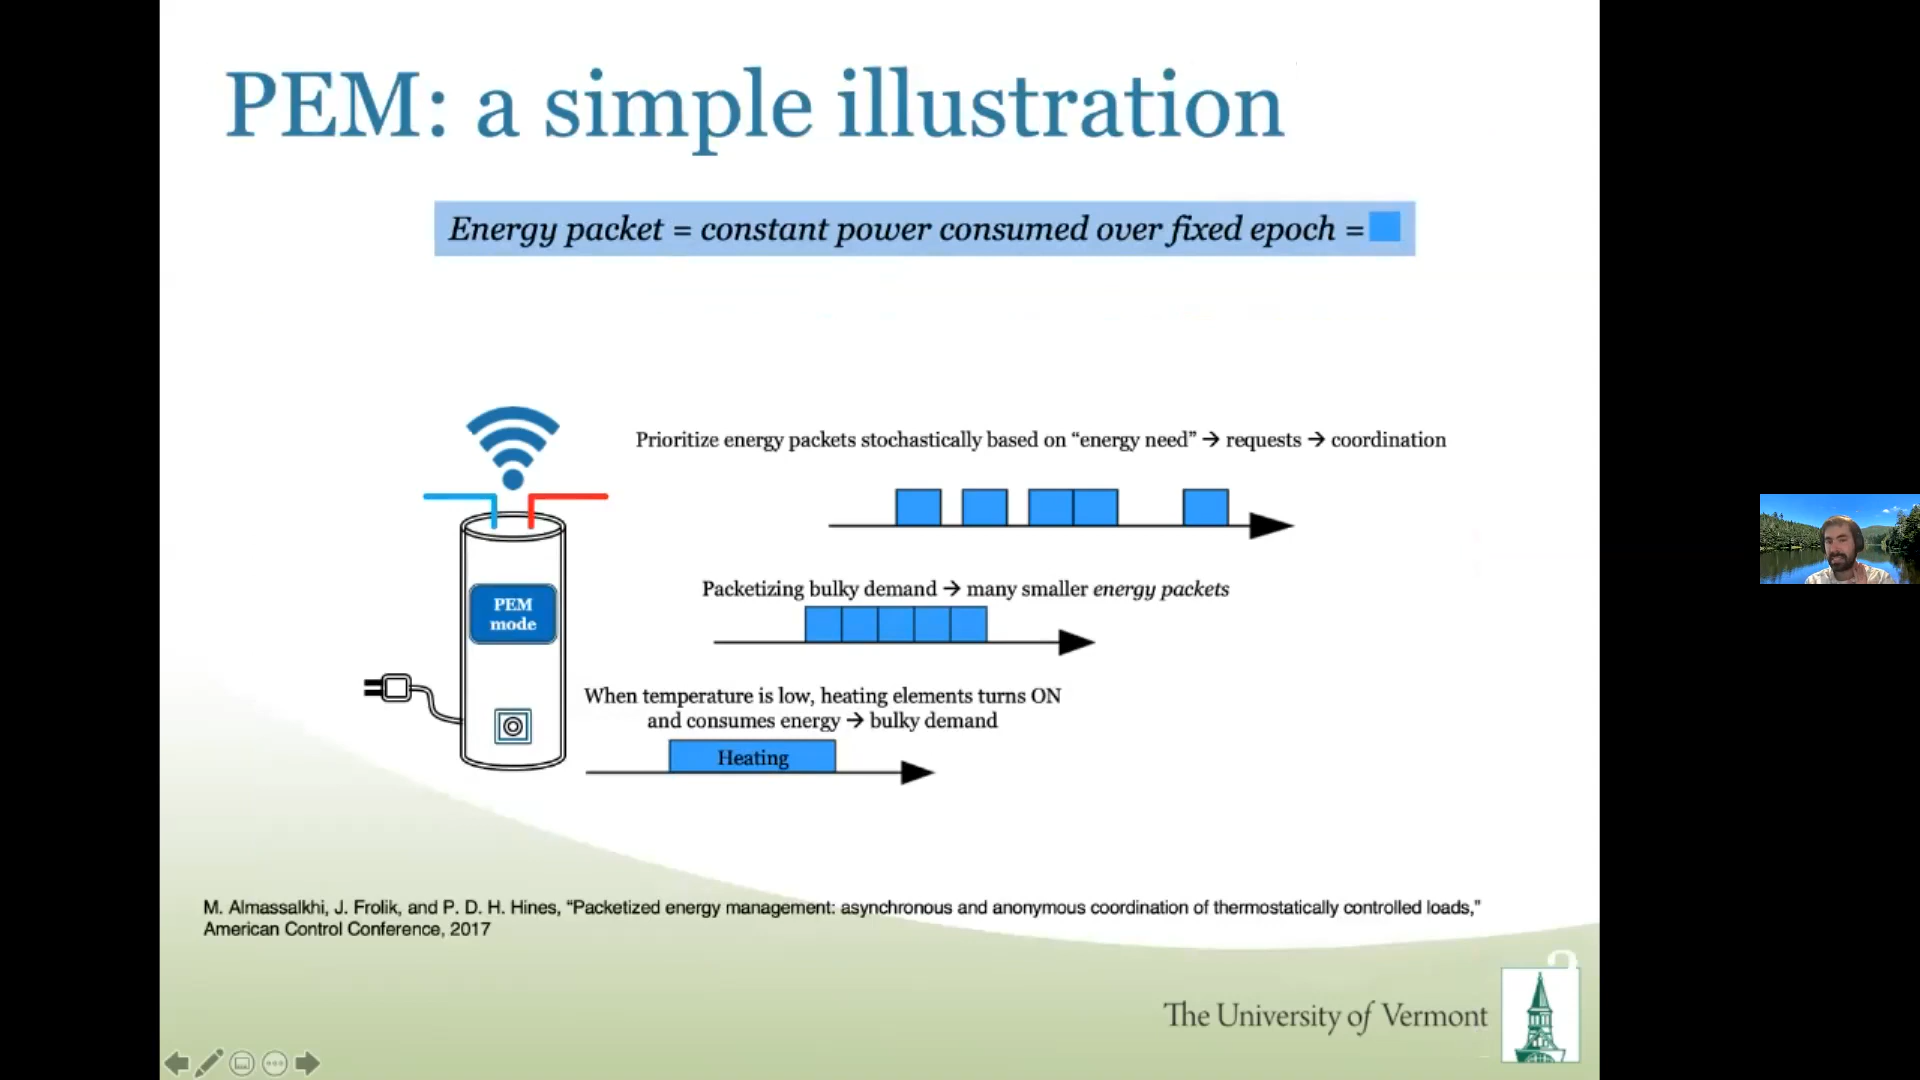 PEM: a simple illustration
Energy packet = constant power consumed over fixed epoch =
Prioritize energy packets stochastically based on “energy need” → requests → coordination
Packetizing bulky demand → many smaller energy packets
PEM
mode
When temperature is low, heating elements turns ON
and consumes energy → bulky demand
Heating
M. Almassalkhi, J. Frolik, and P. D. H. Hines, “Packetized energy management: asynchronous and anonymous coordination of thermostatically controlled loads,”
American Control Conference, 2017
The University of Vermont